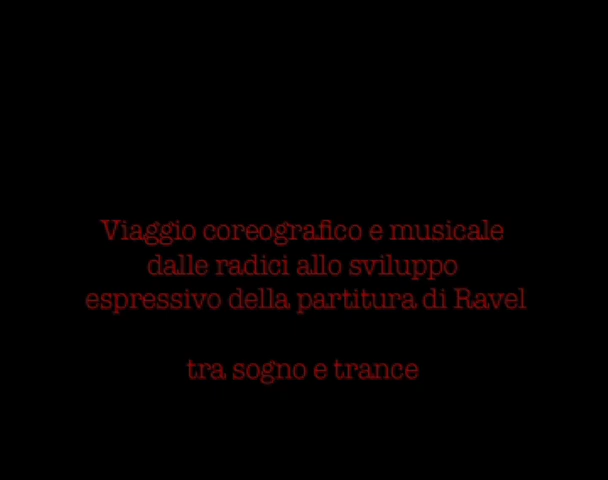 Viaggio coreografico e musicale
dalle radici allo sviluppo
espressivo della partitura di Ravel
tra sogno e trance